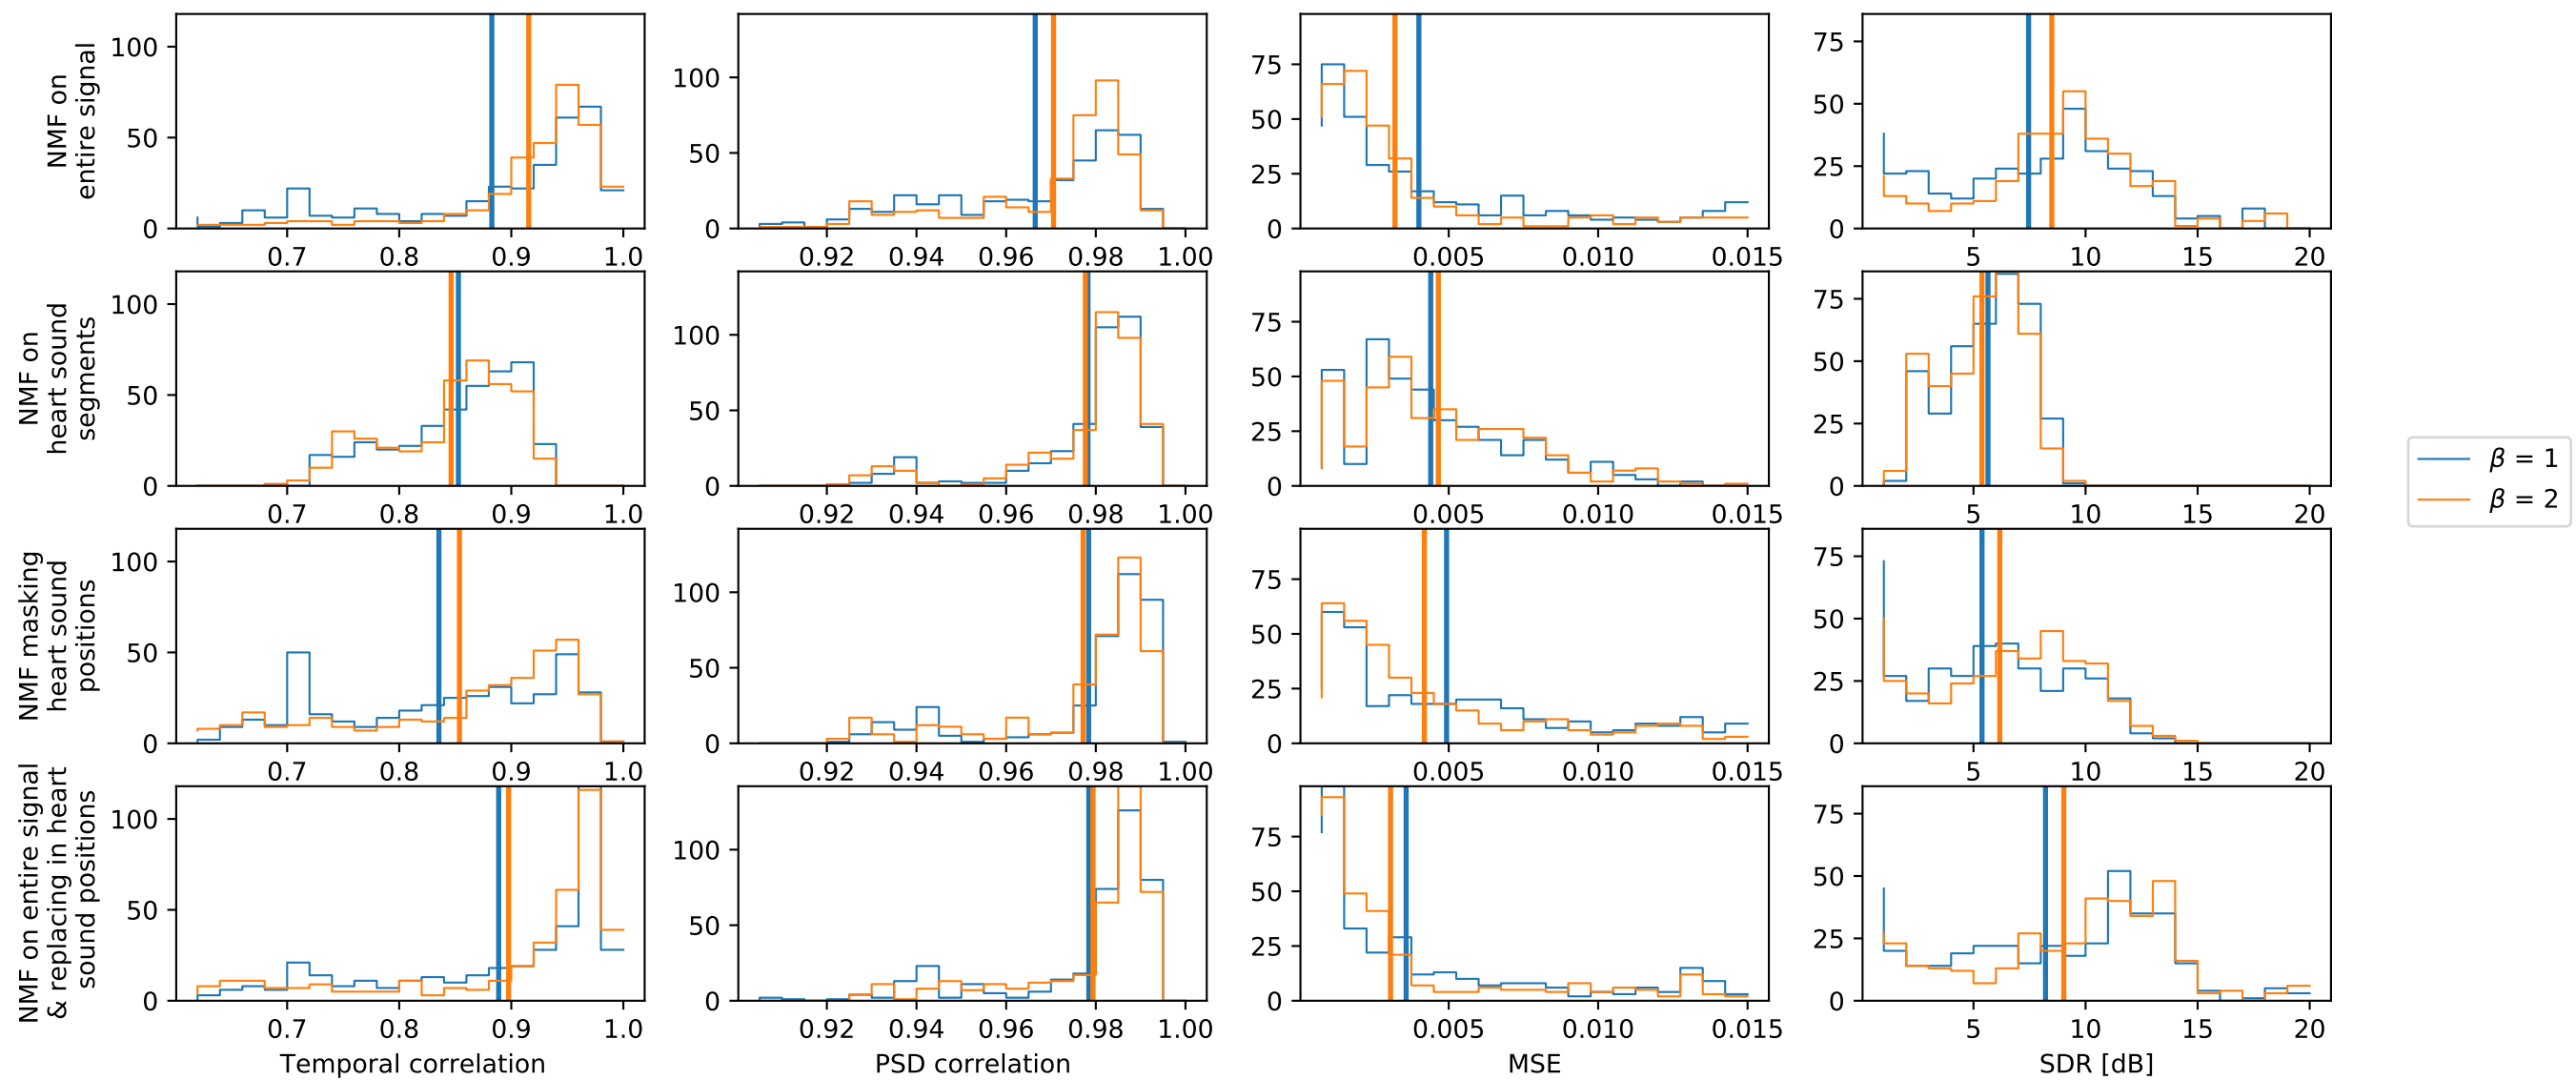 NMF on
entire signal
100
50
0
0.7 0.8 0.9 1.0
100
50
0
0.92 0.94 0.96 0.98 1.00
75
50
25
0
0.005 0.010 0.015
75
50
25
0
5 10 15 20
NMF on
heart sound
segments
100
50
0
0.7 0.8 0.9 1.0
100
50
0
0.92 0.94 0.96 0.98 1.00
75
50
25
0
0.005 0.010 0.015
75
50
25
0
5 10 15 20
β = 1
β = 2
NMF masking
heart sound
positions
100
50
0
0.7 0.8 0.9 1.0
100
50
0
0.92 0.94 0.96 0.98 1.00
75
50
25
0
0.005 0.010 0.015
75
50
25
0
5 10 15 20
NMF on entire signal
& replacing in heart
sound positions
100
50
0
0.7 0.8 0.9 1.0
Temporal correlation
100
50
0
0.92 0.94 0.96 0.98 1.00
PSD correlation
75
50
25
0
0.005 0.010 0.015
MSE
75
50
25
0
5 10 15 20
SDR [dB]